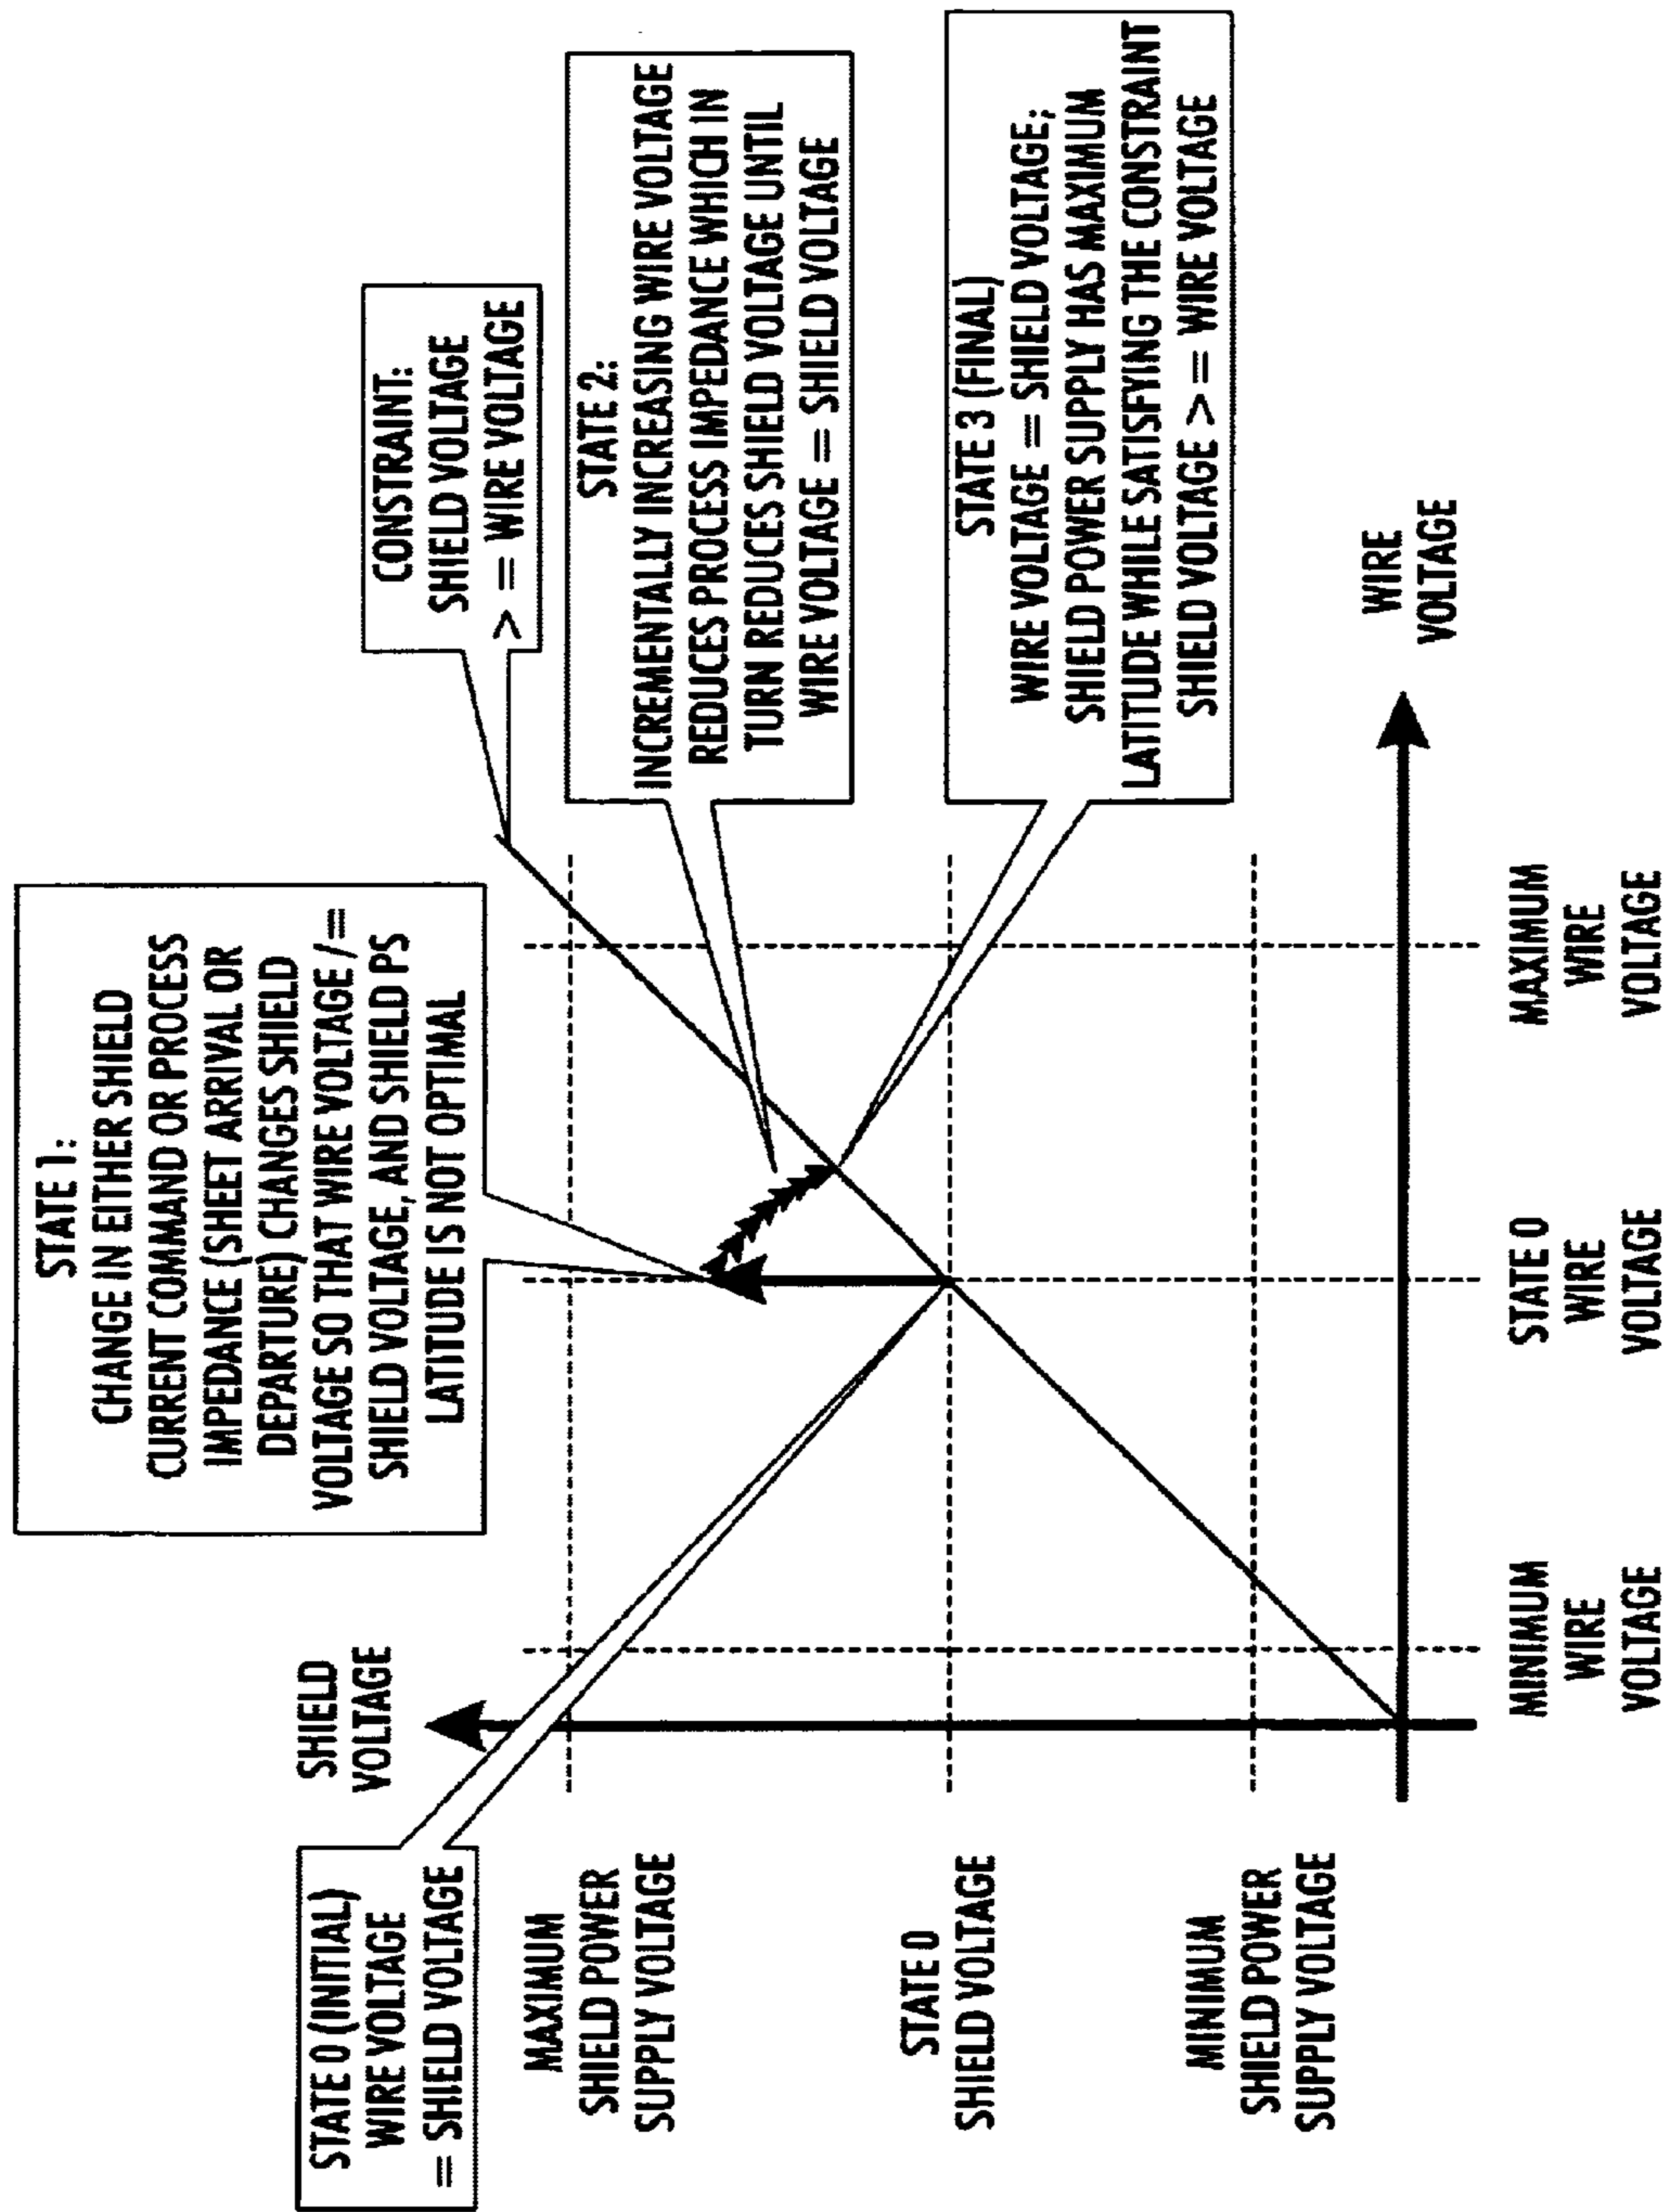 STATE 1:
CHANGE IN EITHER SHIELD
CURRENT COMMAND OR PROCESS
IMPEDANCE (SHEET ARRIVAL OR
DEPARTURE) CHANGES SHIELD
VOLTAGE SO THAT WIRE VOLTAGE /=
SHIELD VOLTAGE, AND SHIELD PS
LATITUDE IS NOT OPTIMAL
SHIELD
VOLTAGE
STATE 0 (INITIAL)
WIRE VOLTAGE
= SHIELD VOLTAGE
CONSTRAINT:
SHIELD VOLTAGE
> = WIRE VOLTAGE
STATE 2:
INCREMENTALLY INCREASING WIRE VOLTAGE
REDUCES PROCESS IMPEDANCE WHICH IN
TURN REDUCES SHIELD VOLTAGE UNTIL
WIRE VOLTAGE = SHIELD VOLTAGE
STATE 3 (FINAL)
WIRE VOLTAGE = SHIELD VOLTAGE;
SHIELD POWER SUPPLY HAS MAXIMUM
LATITUDE WHILE SATISFYING THE CONSTRAINT
SHIELD VOLTAGE > = WIRE VOLTAGE
MAXIMUM
SHIELD POWER
SUPPLY VOLTAGE
STATE 0
SHIELD VOLTAGE
MINIMUM
SHIELD POWER
SUPPLY VOLTAGE
WIRE
VOLTAGE
MINIMUM
WIRE
VOLTAGE
STATE 0
WIRE
VOLTAGE
MAXIMUM
WIRE
VOLTAGE